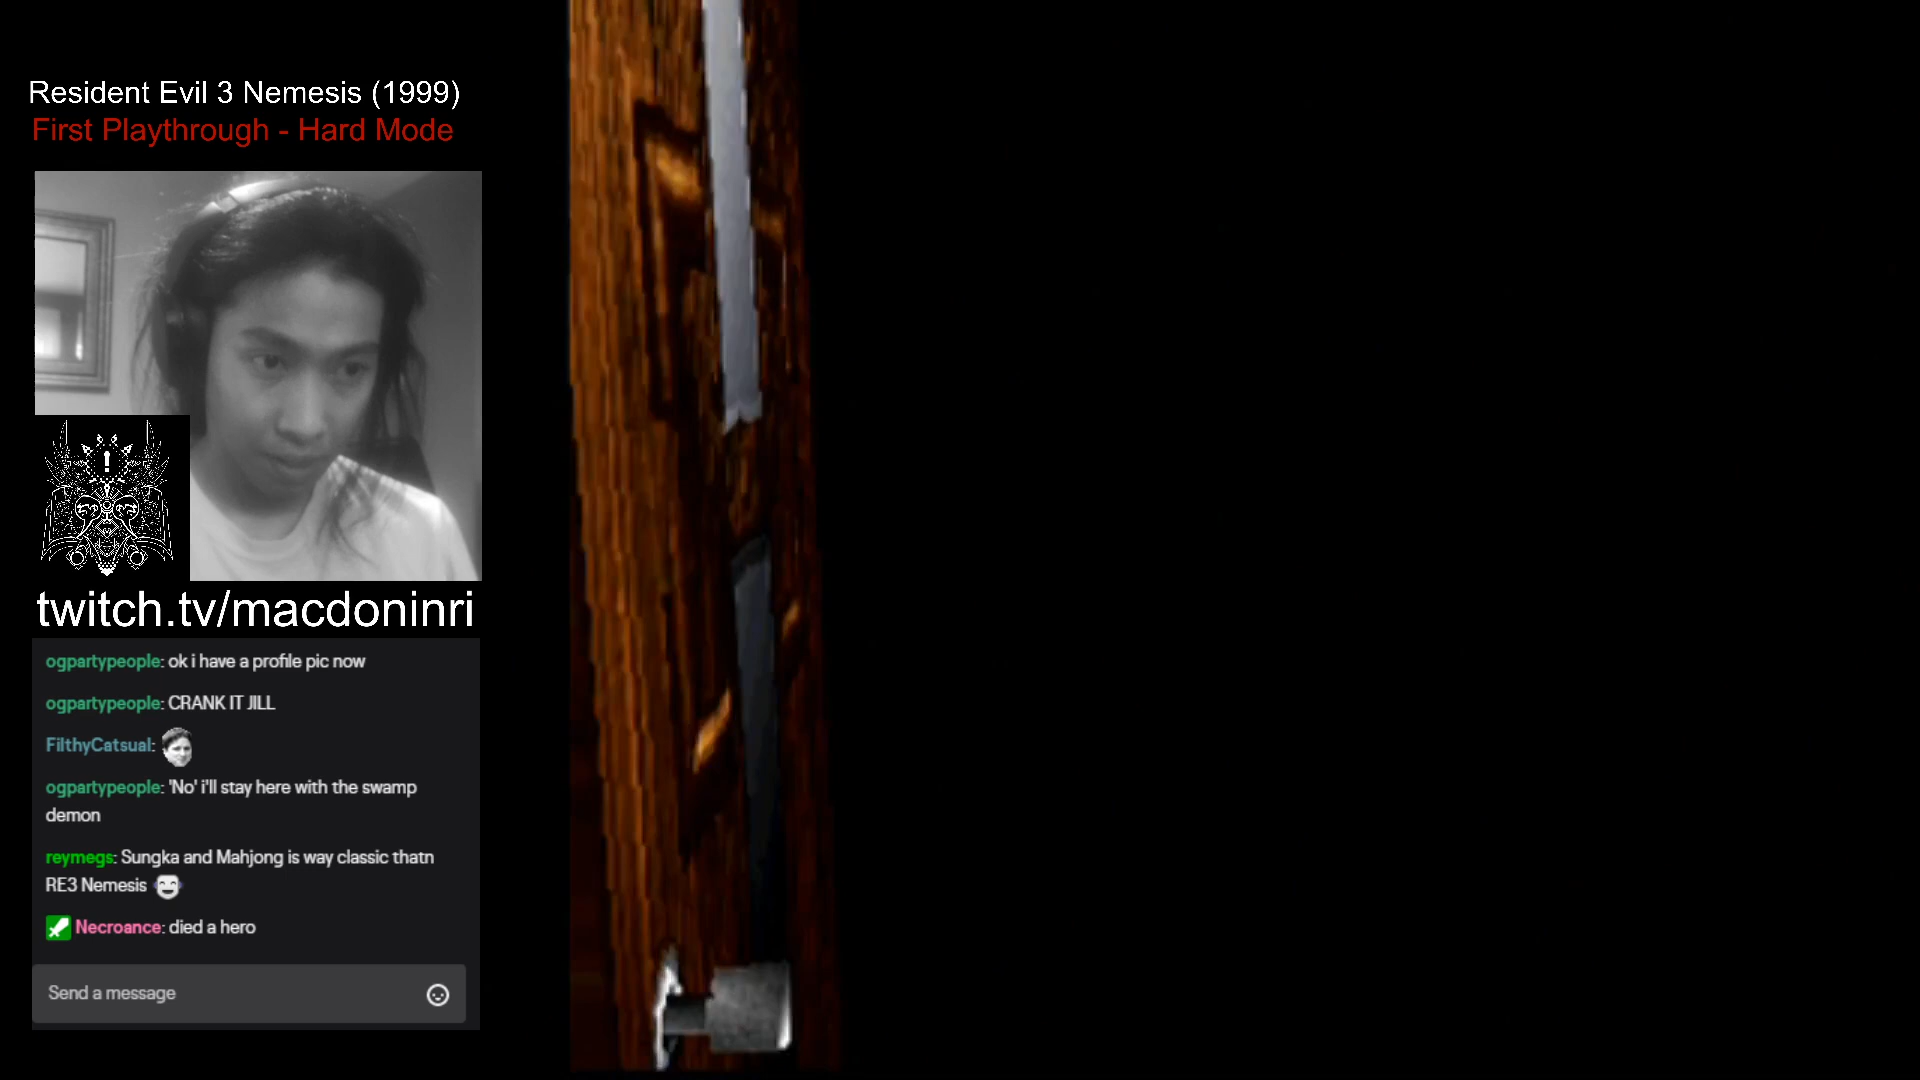 Resident Evil 3 Nemesis (1999)
First Playthrough - Hard Mode
twitch.tv/macdoninri
ogpartypeople: ok i have a profile pic now
ogpartypeople: CRANK IT JILL
FilthyCatsual:
ogpartypeople: 'No' i'll stay here with the swamp
demon
reymegs: Sungka and Mahjong is way classic thatn
RE3 Nemesis
Necroance: died a hero
Send a message